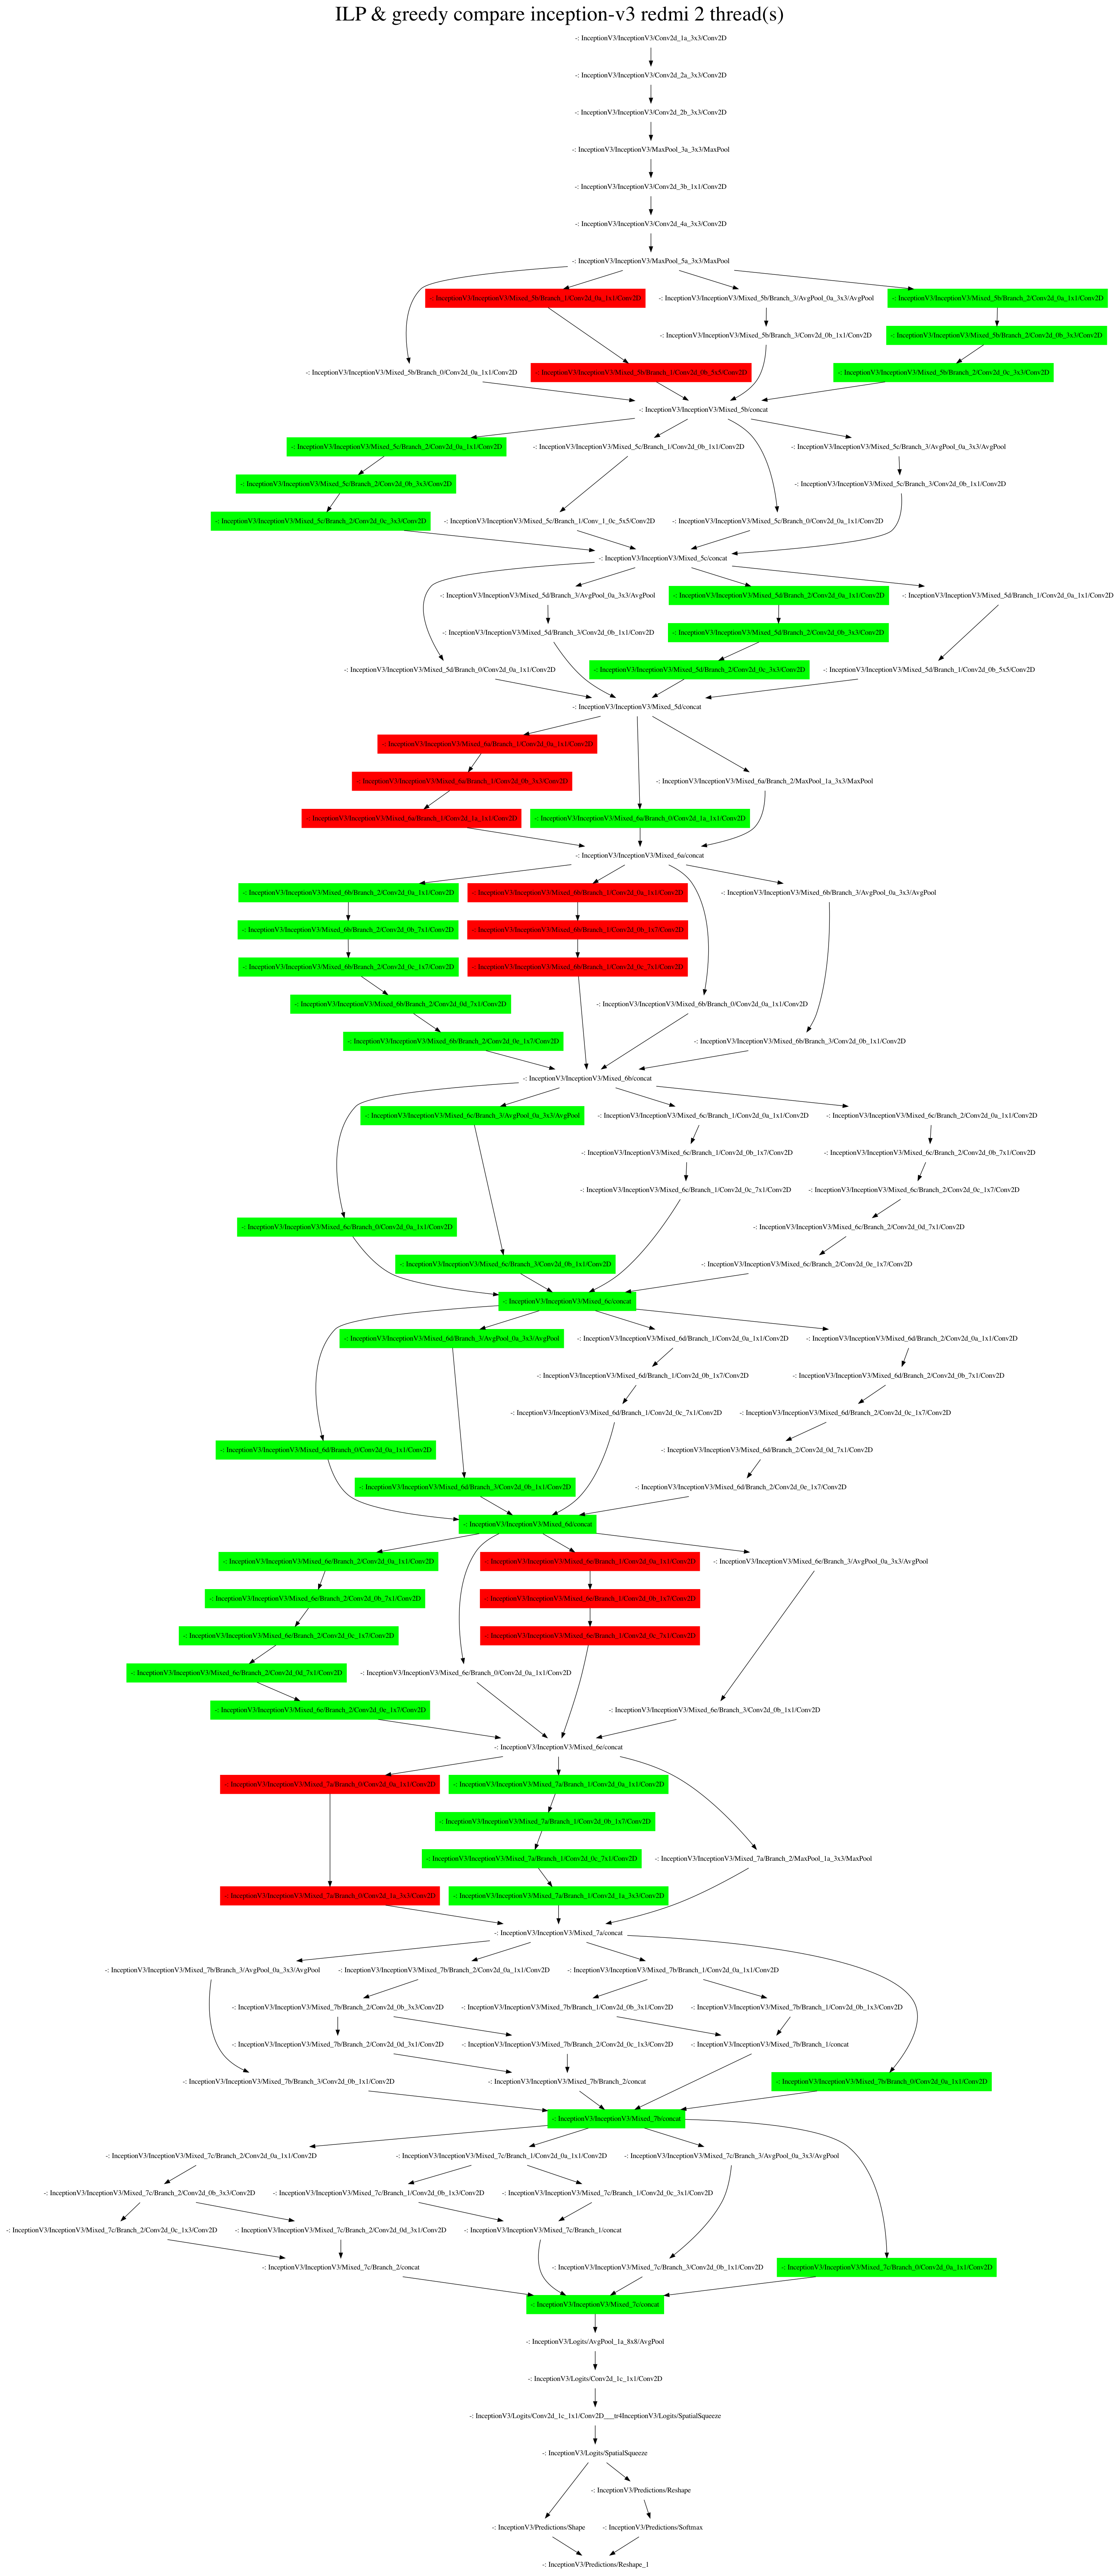 ILP & greedy compare inception-v3 redmi 2 thread(s)
-: InceptionV3/InceptionV3/Conv2d_1a_3x3/Conv2D
-: InceptionV3/InceptionV3/Conv2d_2a_3x3/Conv2D
-: InceptionV3/InceptionV3/Conv2d_2b_3x3/Conv2D
-: InceptionV3/InceptionV3/MaxPool_3a_3x3/MaxPool
-: InceptionV3/InceptionV3/Conv2d_3b_1x1/Conv2D
-: InceptionV3/InceptionV3/Conv2d_4a_3x3/Conv2D
-: InceptionV3/InceptionV3/MaxPool_5a_3x3/MaxPool
-: InceptionV3/InceptionV3/Mixed_5b/Branch_1/Conv2d_0a_1x1/Conv2D
-: InceptionV3/InceptionV3/Mixed_5b/Branch_3/AvgPool_0a_3x3/AvgPool
-: InceptionV3/InceptionV3/Mixed_5b/Branch_2/Conv2d_0a_1x1/Conv2D
-: InceptionV3/InceptionV3/Mixed_5b/Branch_3/Conv2d_0b_1x1/Conv2D
-: InceptionV3/InceptionV3/Mixed_5b/Branch_2/Conv2d_0b_3x3/Conv2D
-: InceptionV3/InceptionV3/Mixed_5b/Branch_0/Conv2d_0a_1x1/Conv2D
-: InceptionV3/InceptionV3/Mixed_5b/Branch_1/Conv2d_0b_5x5/Conv2D
-: InceptionV3/InceptionV3/Mixed_5b/Branch_2/Conv2d_0c_3x3/Conv2D
-: InceptionV3/InceptionV3/Mixed_5b/concat
-: InceptionV3/InceptionV3/Mixed_5c/Branch_2/Conv2d_0a_1x1/Conv2D
-: InceptionV3/InceptionV3/Mixed_5c/Branch_1/Conv2d_0b_1x1/Conv2D
-: InceptionV3/InceptionV3/Mixed_5c/Branch_3/AvgPool_0a_3x3/AvgPool
-: InceptionV3/InceptionV3/Mixed_5c/Branch_2/Conv2d_0b_3x3/Conv2D
-: InceptionV3/InceptionV3/Mixed_5c/Branch_3/Conv2d_0b_1x1/Conv2D
-: InceptionV3/InceptionV3/Mixed_5c/Branch_2/Conv2d_0c_3x3/Conv2D
-: InceptionV3/InceptionV3/Mixed_5c/Branch_1/Conv_1_0c_5x5/Conv2D
-: InceptionV3/InceptionV3/Mixed_5c/Branch_0/Conv2d_0a_1x1/Conv2D
-: InceptionV3/InceptionV3/Mixed_5c/concat
-: InceptionV3/InceptionV3/Mixed_5d/Branch_3/AvgPool_0a_3x3/AvgPool
-: InceptionV3/InceptionV3/Mixed_5d/Branch_2/Conv2d_0a_1x1/Conv2D
-: InceptionV3/InceptionV3/Mixed_5d/Branch_1/Conv2d_0a_1x1/Conv2D
-: InceptionV3/InceptionV3/Mixed_5d/Branch_3/Conv2d_0b_1x1/Conv2D
-: InceptionV3/InceptionV3/Mixed_5d/Branch_2/Conv2d_0b_3x3/Conv2D
-: InceptionV3/InceptionV3/Mixed_5d/Branch_0/Conv2d_0a_1x1/Conv2D
-: InceptionV3/InceptionV3/Mixed_5d/Branch_2/Conv2d_0c_3x3/Conv2D
-: InceptionV3/InceptionV3/Mixed_5d/Branch_1/Conv2d_0b_5x5/Conv2D
-: InceptionV3/InceptionV3/Mixed_5d/concat
-: InceptionV3/InceptionV3/Mixed_6a/Branch_1/Conv2d_0a_1x1/Conv2D
-: InceptionV3/InceptionV3/Mixed_6a/Branch_1/Conv2d_0b_3x3/Conv2D
-: InceptionV3/InceptionV3/Mixed_6a/Branch_2/MaxPool_1a_3x3/MaxPool
-: InceptionV3/InceptionV3/Mixed_6a/Branch_1/Conv2d_1a_1x1/Conv2D
-: InceptionV3/InceptionV3/Mixed_6a/Branch_0/Conv2d_1a_1x1/Conv2D
-: InceptionV3/InceptionV3/Mixed_6a/concat
-: InceptionV3/InceptionV3/Mixed_6b/Branch_2/Conv2d_0a_1x1/Conv2D
-: InceptionV3/InceptionV3/Mixed_6b/Branch_1/Conv2d_0a_1x1/Conv2D
-: InceptionV3/InceptionV3/Mixed_6b/Branch_3/AvgPool_0a_3x3/AvgPool
-: InceptionV3/InceptionV3/Mixed_6b/Branch_2/Conv2d_0b_7x1/Conv2D
-: InceptionV3/InceptionV3/Mixed_6b/Branch_1/Conv2d_0b_1x7/Conv2D
-: InceptionV3/InceptionV3/Mixed_6b/Branch_2/Conv2d_0c_1x7/Conv2D
-: InceptionV3/InceptionV3/Mixed_6b/Branch_1/Conv2d_0c_7x1/Conv2D
-: InceptionV3/InceptionV3/Mixed_6b/Branch_2/Conv2d_0d_7x1/Conv2D
-: InceptionV3/InceptionV3/Mixed_6b/Branch_0/Conv2d_0a_1x1/Conv2D
-: InceptionV3/InceptionV3/Mixed_6b/Branch_2/Conv2d_0e_1x7/Conv2D
-: InceptionV3/InceptionV3/Mixed_6b/Branch_3/Conv2d_0b_1x1/Conv2D
-: InceptionV3/InceptionV3/Mixed_6b/concat
-: InceptionV3/InceptionV3/Mixed_6c/Branch_3/AvgPool_0a_3x3/AvgPool
-: InceptionV3/InceptionV3/Mixed_6c/Branch_1/Conv2d_0a_1x1/Conv2D
-: InceptionV3/InceptionV3/Mixed_6c/Branch_2/Conv2d_0a_1x1/Conv2D
-: InceptionV3/InceptionV3/Mixed_6c/Branch_1/Conv2d_0b_1x7/Conv2D
-: InceptionV3/InceptionV3/Mixed_6c/Branch_2/Conv2d_0b_7x1/Conv2D
-: InceptionV3/InceptionV3/Mixed_6c/Branch_1/Conv2d_0c_7x1/Conv2D
-: InceptionV3/InceptionV3/Mixed_6c/Branch_2/Conv2d_0c_1x7/Conv2D
-: InceptionV3/InceptionV3/Mixed_6c/Branch_0/Conv2d_0a_1x1/Conv2D
-: InceptionV3/InceptionV3/Mixed_6c/Branch_2/Conv2d_0d_7x1/Conv2D
-: InceptionV3/InceptionV3/Mixed_6c/Branch_3/Conv2d_0b_1x1/Conv2D
-: InceptionV3/InceptionV3/Mixed_6c/Branch_2/Conv2d_0e_1x7/Conv2D
-: InceptionV3/InceptionV3/Mixed_6c/concat
-: InceptionV3/InceptionV3/Mixed_6d/Branch_3/AvgPool_0a_3x3/AvgPool
-: InceptionV3/InceptionV3/Mixed_6d/Branch_1/Conv2d_0a_1x1/Conv2D
-: InceptionV3/InceptionV3/Mixed_6d/Branch_2/Conv2d_0a_1x1/Conv2D
-: InceptionV3/InceptionV3/Mixed_6d/Branch_1/Conv2d_0b_1x7/Conv2D
-: InceptionV3/InceptionV3/Mixed_6d/Branch_2/Conv2d_0b_7x1/Conv2D
-: InceptionV3/InceptionV3/Mixed_6d/Branch_1/Conv2d_0c_7x1/Conv2D
-: InceptionV3/InceptionV3/Mixed_6d/Branch_2/Conv2d_0c_1x7/Conv2D
-: InceptionV3/InceptionV3/Mixed_6d/Branch_0/Conv2d_0a_1x1/Conv2D
-: InceptionV3/InceptionV3/Mixed_6d/Branch_2/Conv2d_0d_7x1/Conv2D
-: InceptionV3/InceptionV3/Mixed_6d/Branch_3/Conv2d_0b_1x1/Conv2D
-: InceptionV3/InceptionV3/Mixed_6d/Branch_2/Conv2d_0e_1x7/Conv2D
-: InceptionV3/InceptionV3/Mixed_6d/concat
-: InceptionV3/InceptionV3/Mixed_6e/Branch_2/Conv2d_0a_1x1/Conv2D
-: InceptionV3/InceptionV3/Mixed_6e/Branch_1/Conv2d_0a_1x1/Conv2D
-: InceptionV3/InceptionV3/Mixed_6e/Branch_3/AvgPool_0a_3x3/AvgPool
-: InceptionV3/InceptionV3/Mixed_6e/Branch_2/Conv2d_0b_7x1/Conv2D
-: InceptionV3/InceptionV3/Mixed_6e/Branch_1/Conv2d_0b_1x7/Conv2D
-: InceptionV3/InceptionV3/Mixed_6e/Branch_2/Conv2d_0c_1x7/Conv2D
-: InceptionV3/InceptionV3/Mixed_6e/Branch_1/Conv2d_0c_7x1/Conv2D
-: InceptionV3/InceptionV3/Mixed_6e/Branch_2/Conv2d_0d_7x1/Conv2D
-: InceptionV3/InceptionV3/Mixed_6e/Branch_0/Conv2d_0a_1x1/Conv2D
-: InceptionV3/InceptionV3/Mixed_6e/Branch_2/Conv2d_0e_1x7/Conv2D
-: InceptionV3/InceptionV3/Mixed_6e/Branch_3/Conv2d_0b_1x1/Conv2D
-: InceptionV3/InceptionV3/Mixed_6e/concat
-: InceptionV3/InceptionV3/Mixed_7a/Branch_0/Conv2d_0a_1x1/Conv2D
-: InceptionV3/InceptionV3/Mixed_7a/Branch_1/Conv2d_0a_1x1/Conv2D
-: InceptionV3/InceptionV3/Mixed_7a/Branch_1/Conv2d_0b_1x7/Conv2D
-: InceptionV3/InceptionV3/Mixed_7a/Branch_1/Conv2d_0c_7x1/Conv2D
-: InceptionV3/InceptionV3/Mixed_7a/Branch_2/MaxPool_1a_3x3/MaxPool
-: InceptionV3/InceptionV3/Mixed_7a/Branch_0/Conv2d_1a_3x3/Conv2D
-: InceptionV3/InceptionV3/Mixed_7a/Branch_1/Conv2d_1a_3x3/Conv2D
-: InceptionV3/InceptionV3/Mixed_7a/concat
-: InceptionV3/InceptionV3/Mixed_7b/Branch_3/AvgPool_0a_3x3/AvgPool
-: InceptionV3/InceptionV3/Mixed_7b/Branch_2/Conv2d_0a_1x1/Conv2D
-: InceptionV3/InceptionV3/Mixed_7b/Branch_1/Conv2d_0a_1x1/Conv2D
-: InceptionV3/InceptionV3/Mixed_7b/Branch_2/Conv2d_0b_3x3/Conv2D
-: InceptionV3/InceptionV3/Mixed_7b/Branch_1/Conv2d_0b_3x1/Conv2D
-: InceptionV3/InceptionV3/Mixed_7b/Branch_1/Conv2d_0b_1x3/Conv2D
-: InceptionV3/InceptionV3/Mixed_7b/Branch_2/Conv2d_0d_3x1/Conv2D
-: InceptionV3/InceptionV3/Mixed_7b/Branch_2/Conv2d_0c_1x3/Conv2D
-: InceptionV3/InceptionV3/Mixed_7b/Branch_1/concat
-: InceptionV3/InceptionV3/Mixed_7b/Branch_3/Conv2d_0b_1x1/Conv2D
-: InceptionV3/InceptionV3/Mixed_7b/Branch_2/concat
-: InceptionV3/InceptionV3/Mixed_7b/Branch_0/Conv2d_0a_1x1/Conv2D
-: InceptionV3/InceptionV3/Mixed_7b/concat
-: InceptionV3/InceptionV3/Mixed_7c/Branch_2/Conv2d_0a_1x1/Conv2D
-: InceptionV3/InceptionV3/Mixed_7c/Branch_1/Conv2d_0a_1x1/Conv2D
-: InceptionV3/InceptionV3/Mixed_7c/Branch_3/AvgPool_0a_3x3/AvgPool
-: InceptionV3/InceptionV3/Mixed_7c/Branch_2/Conv2d_0b_3x3/Conv2D
-: InceptionV3/InceptionV3/Mixed_7c/Branch_1/Conv2d_0b_1x3/Conv2D
-: InceptionV3/InceptionV3/Mixed_7c/Branch_1/Conv2d_0c_3x1/Conv2D
-: InceptionV3/InceptionV3/Mixed_7c/Branch_2/Conv2d_0c_1x3/Conv2D
-: InceptionV3/InceptionV3/Mixed_7c/Branch_2/Conv2d_0d_3x1/Conv2D
-: InceptionV3/InceptionV3/Mixed_7c/Branch_1/concat
-: InceptionV3/InceptionV3/Mixed_7c/Branch_2/concat
-: InceptionV3/InceptionV3/Mixed_7c/Branch_3/Conv2d_0b_1x1/Conv2D
-: InceptionV3/InceptionV3/Mixed_7c/Branch_0/Conv2d_0a_1x1/Conv2D
-: InceptionV3/InceptionV3/Mixed_7c/concat
-: InceptionV3/Logits/AvgPool_1a_8x8/AvgPool
-: InceptionV3/Logits/Conv2d_1c_1x1/Conv2D
-: InceptionV3/Logits/Conv2d_1c_1x1/Conv2D___tr4InceptionV3/Logits/SpatialSqueeze
-: InceptionV3/Logits/SpatialSqueeze
-: InceptionV3/Predictions/Reshape
-: InceptionV3/Predictions/Shape
-: InceptionV3/Predictions/Softmax
-: InceptionV3/Predictions/Reshape_1